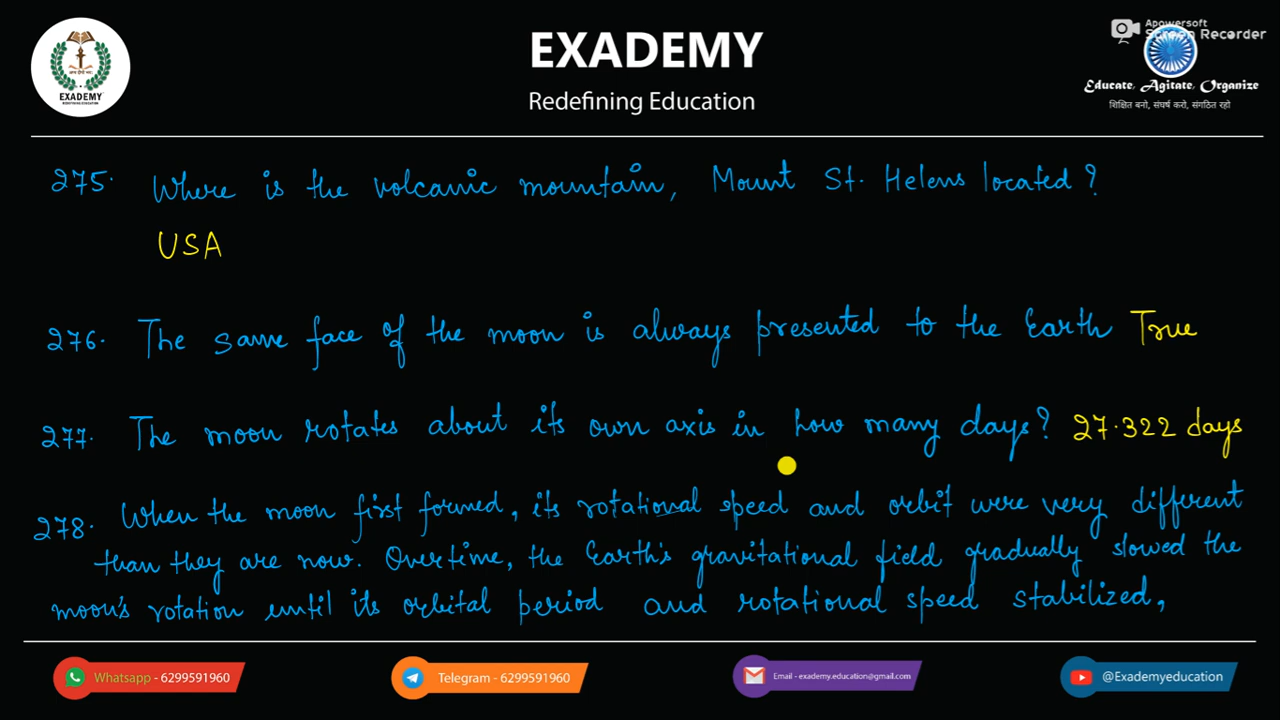 EXADEMY
Redefining Education
EXADEMY
REDEFINING EDUCATION
Apowersoft
Screen Recorder
Educate, Agitate, Organize
शिक्षित बनो, संघर्ष करो, संगठित रहो
275. Where is the volcanic mountain, Mount St. Helens located?
USA
276. The same face of the moon is always presented to the Earth True
277. The moon rotates about its own axis in how many days? 27.322 days
278. When the moon first formed, its rotational speed and orbit were very different
than they are now. Overtime, the Earth's gravitational field gradually slowed the
moon's rotation until its orbital period and rotational speed stabilized,
Whatsapp - 6299591960
Telegram - 6299591960
Email - exademy.education@gmail.com
@Exademyeducation